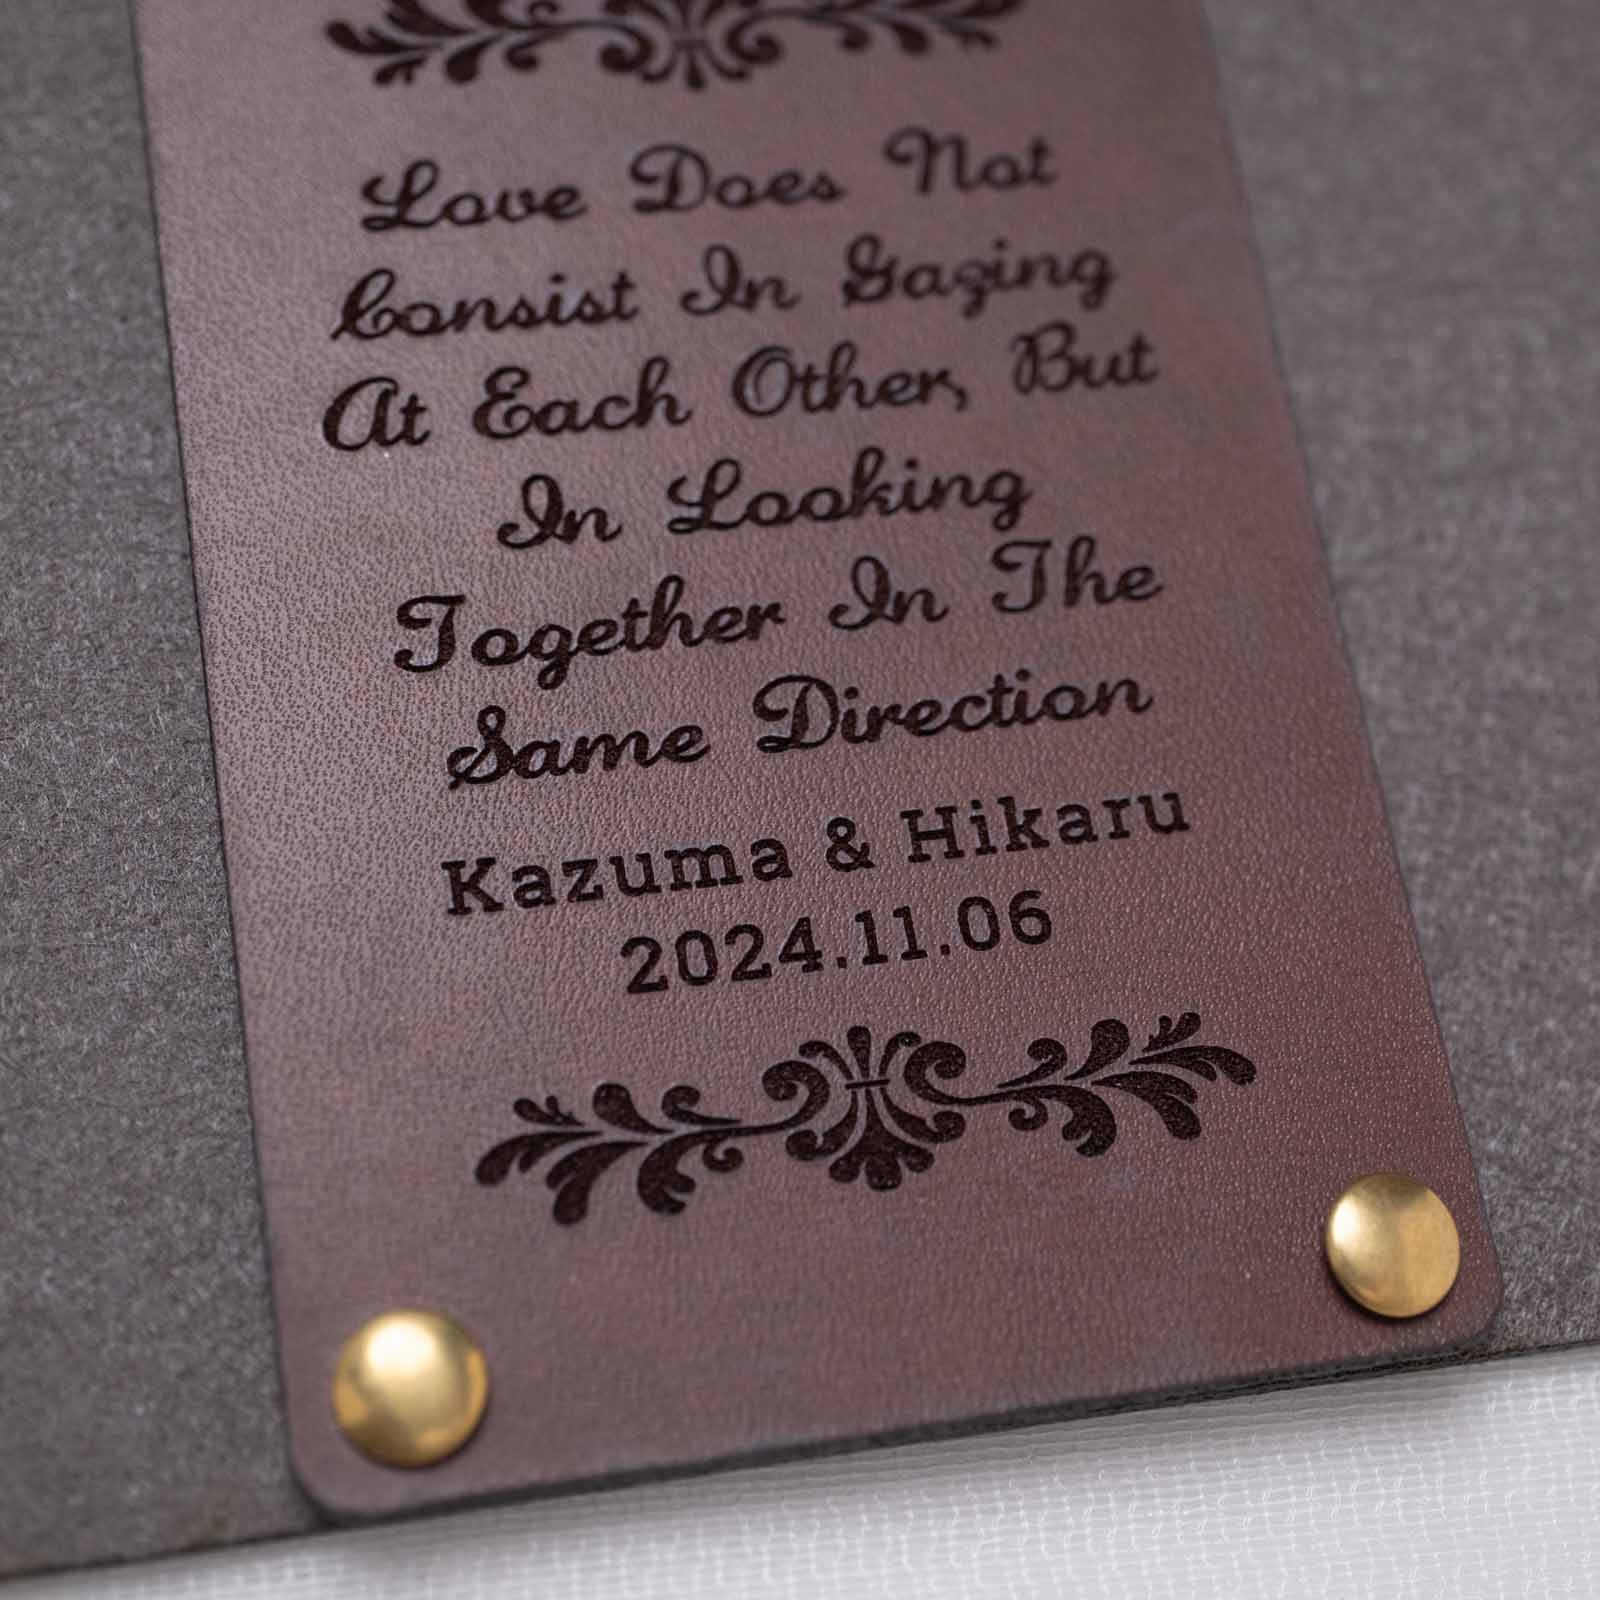 Love Does Not
Consist In Gazing
At Each Other, But
In Looking
Together In The
Same Direction
Kazuma & Hikaru
2024.11.06